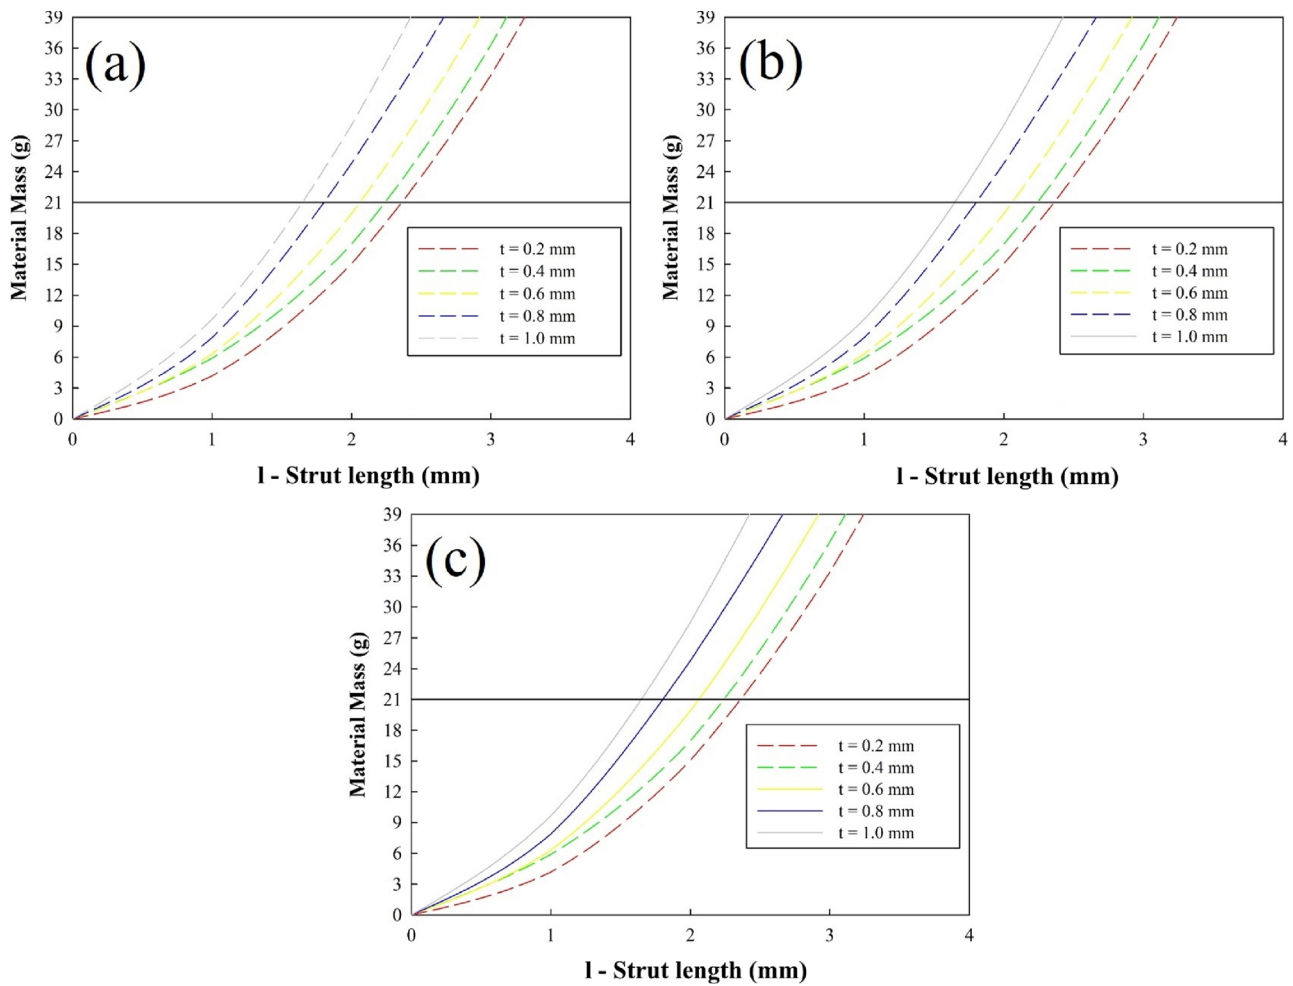 (a)
39
36
33
30
27
24
21
18
15
12
9
6
3
0
Material Mass (g)
t = 0.2 mm
t = 0.4 mm
t = 0.6 mm
t = 0.8 mm
t = 1.0 mm
0 1 2 3 4
l - Strut length (mm)
(b)
39
36
33
30
27
24
21
18
15
12
9
6
3
0
Material Mass (g)
t = 0.2 mm
t = 0.4 mm
t = 0.6 mm
t = 0.8 mm
t = 1.0 mm
0 1 2 3 4
l - Strut length (mm)
(c)
39
36
33
30
27
24
21
18
15
12
9
6
3
0
Material Mass (g)
t = 0.2 mm
t = 0.4 mm
t = 0.6 mm
t = 0.8 mm
t = 1.0 mm
0 1 2 3 4
l - Strut length (mm)